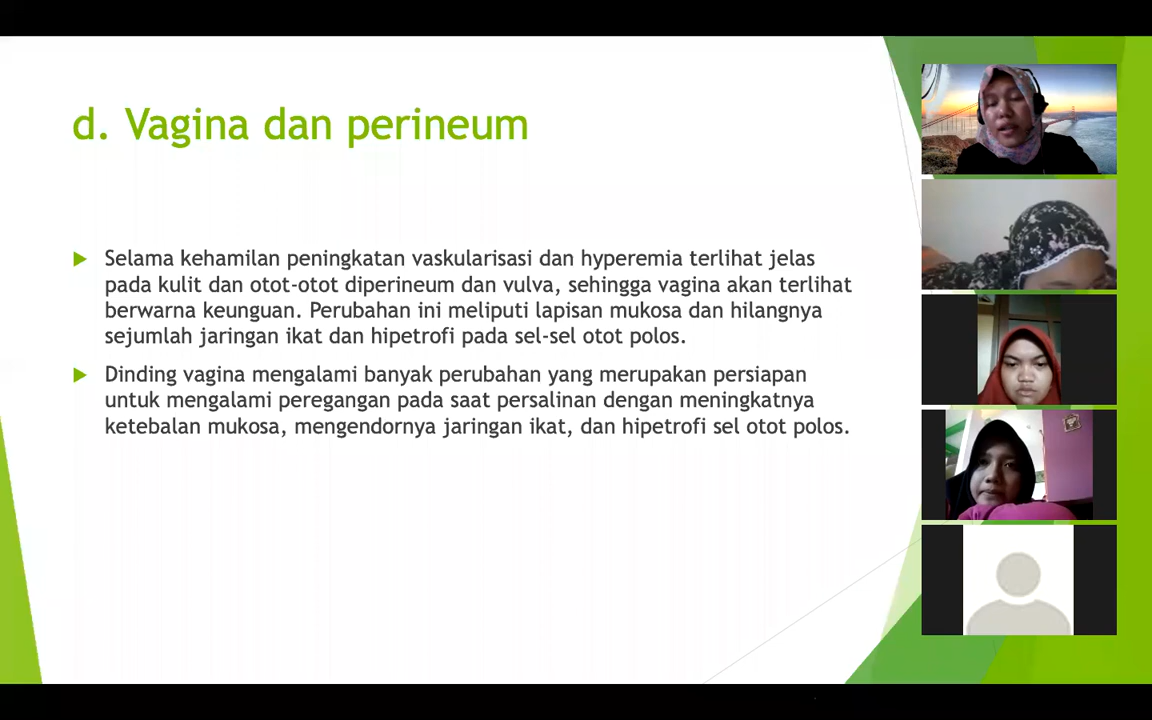 d. Vagina dan perineum
Selama kehamilan peningkatan vaskularisasi dan hyperemia terlihat jelas
pada kulit dan otot-otot diperineum dan vulva, sehingga vagina akan terlihat
berwarna keunguan. Perubahan ini meliputi lapisan mukosa dan hilangnya
sejumlah jaringan ikat dan hipetrofi pada sel-sel otot polos.
Dinding vagina mengalami banyak perubahan yang merupakan persiapan
untuk mengalami peregangan pada saat persalinan dengan meningkatnya
ketebalan mukosa, mengendornya jaringan ikat, dan hipetrofi sel otot polos.